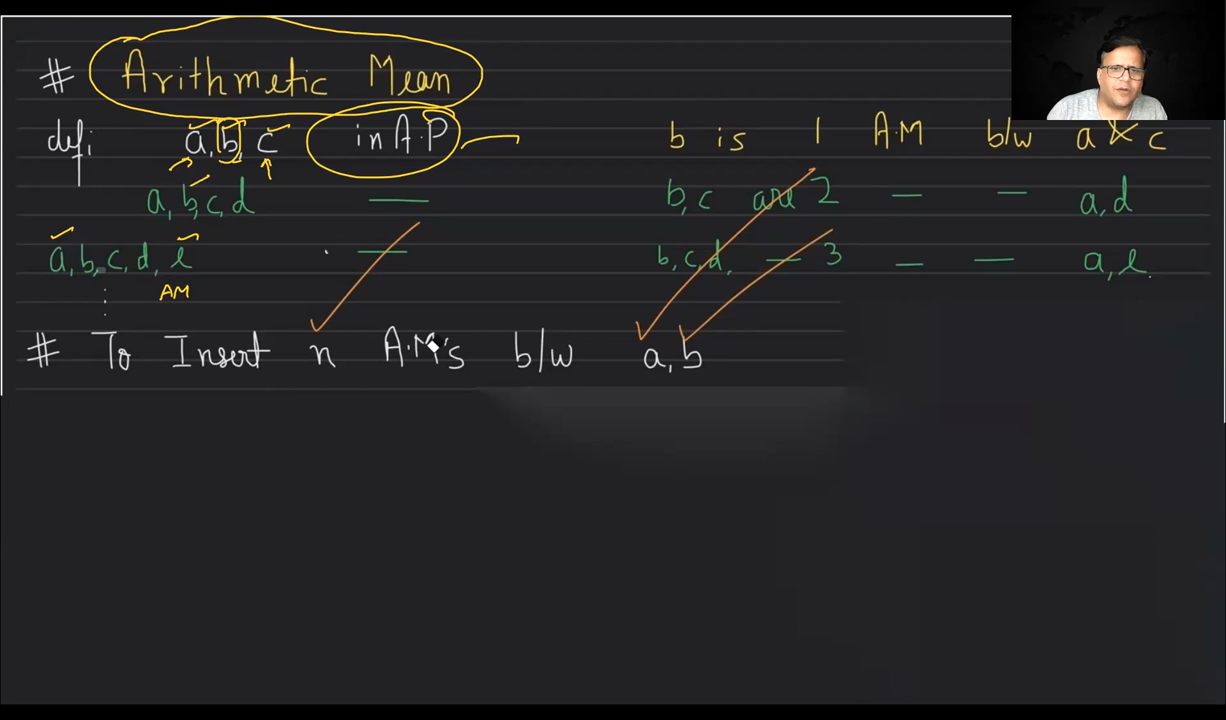 # Arithmetic Mean
defi a, b, c in A.P b is 1 A.M b/w a & c
a, b, c, d — b, c are 2 — — a, d
a, b, c, d, e — b, c, d, — 3 — — a, e.
AM
# To Insert n A.M's b/w a, b